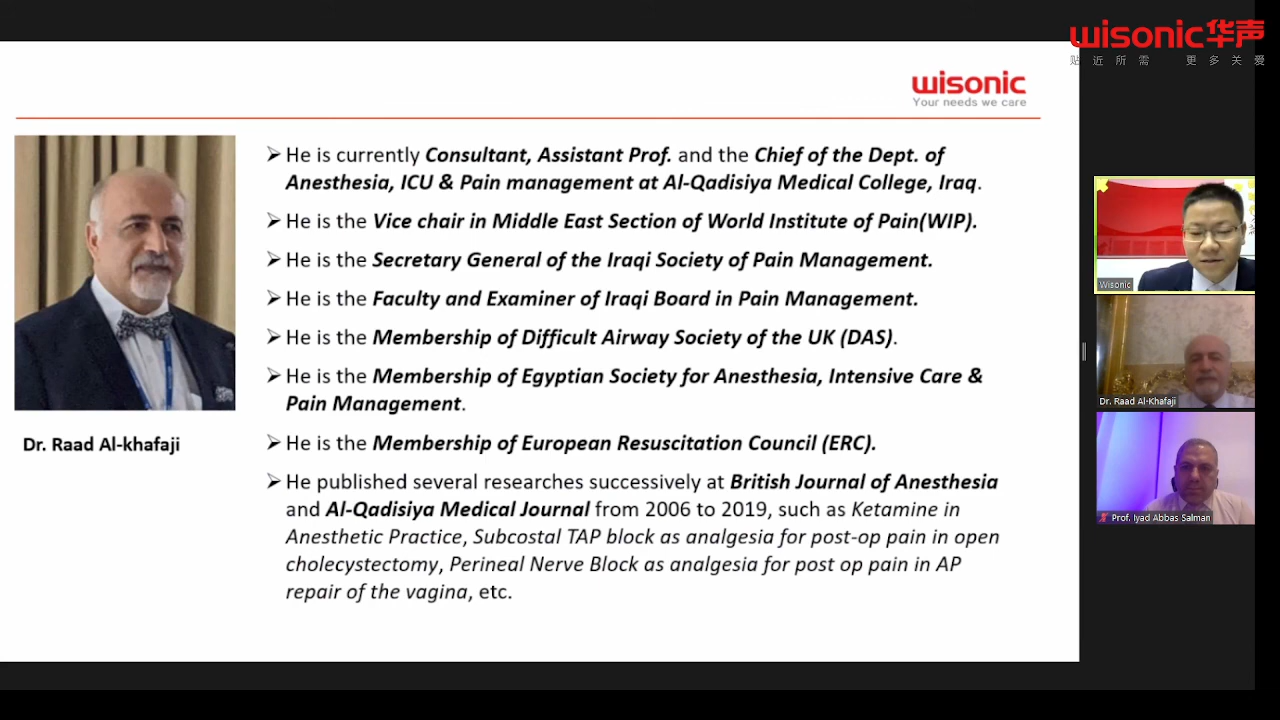 wisonic华声
贴近所需 更多关爱
wisonic
Your needs we care
➢ He is currently Consultant, Assistant Prof. and the Chief of the Dept. of
Anesthesia, ICU & Pain management at Al-Qadisiya Medical College, Iraq.
➢ He is the Vice chair in Middle East Section of World Institute of Pain(WIP).
➢ He is the Secretary General of the Iraqi Society of Pain Management.
➢ He is the Faculty and Examiner of Iraqi Board in Pain Management.
➢ He is the Membership of Difficult Airway Society of the UK (DAS).
➢ He is the Membership of Egyptian Society for Anesthesia, Intensive Care &
Pain Management.
➢ He is the Membership of European Resuscitation Council (ERC).
➢ He published several researches successively at British Journal of Anesthesia
and Al-Qadisiya Medical Journal from 2006 to 2019, such as Ketamine in
Anesthetic Practice, Subcostal TAP block as analgesia for post-op pain in open
cholecystectomy, Perineal Nerve Block as analgesia for post op pain in AP
repair of the vagina, etc.
Dr. Raad Al-khafaji
Wisonic
Dr. Raad Al-Khafaji
Prof. Iyad Abbas Salman